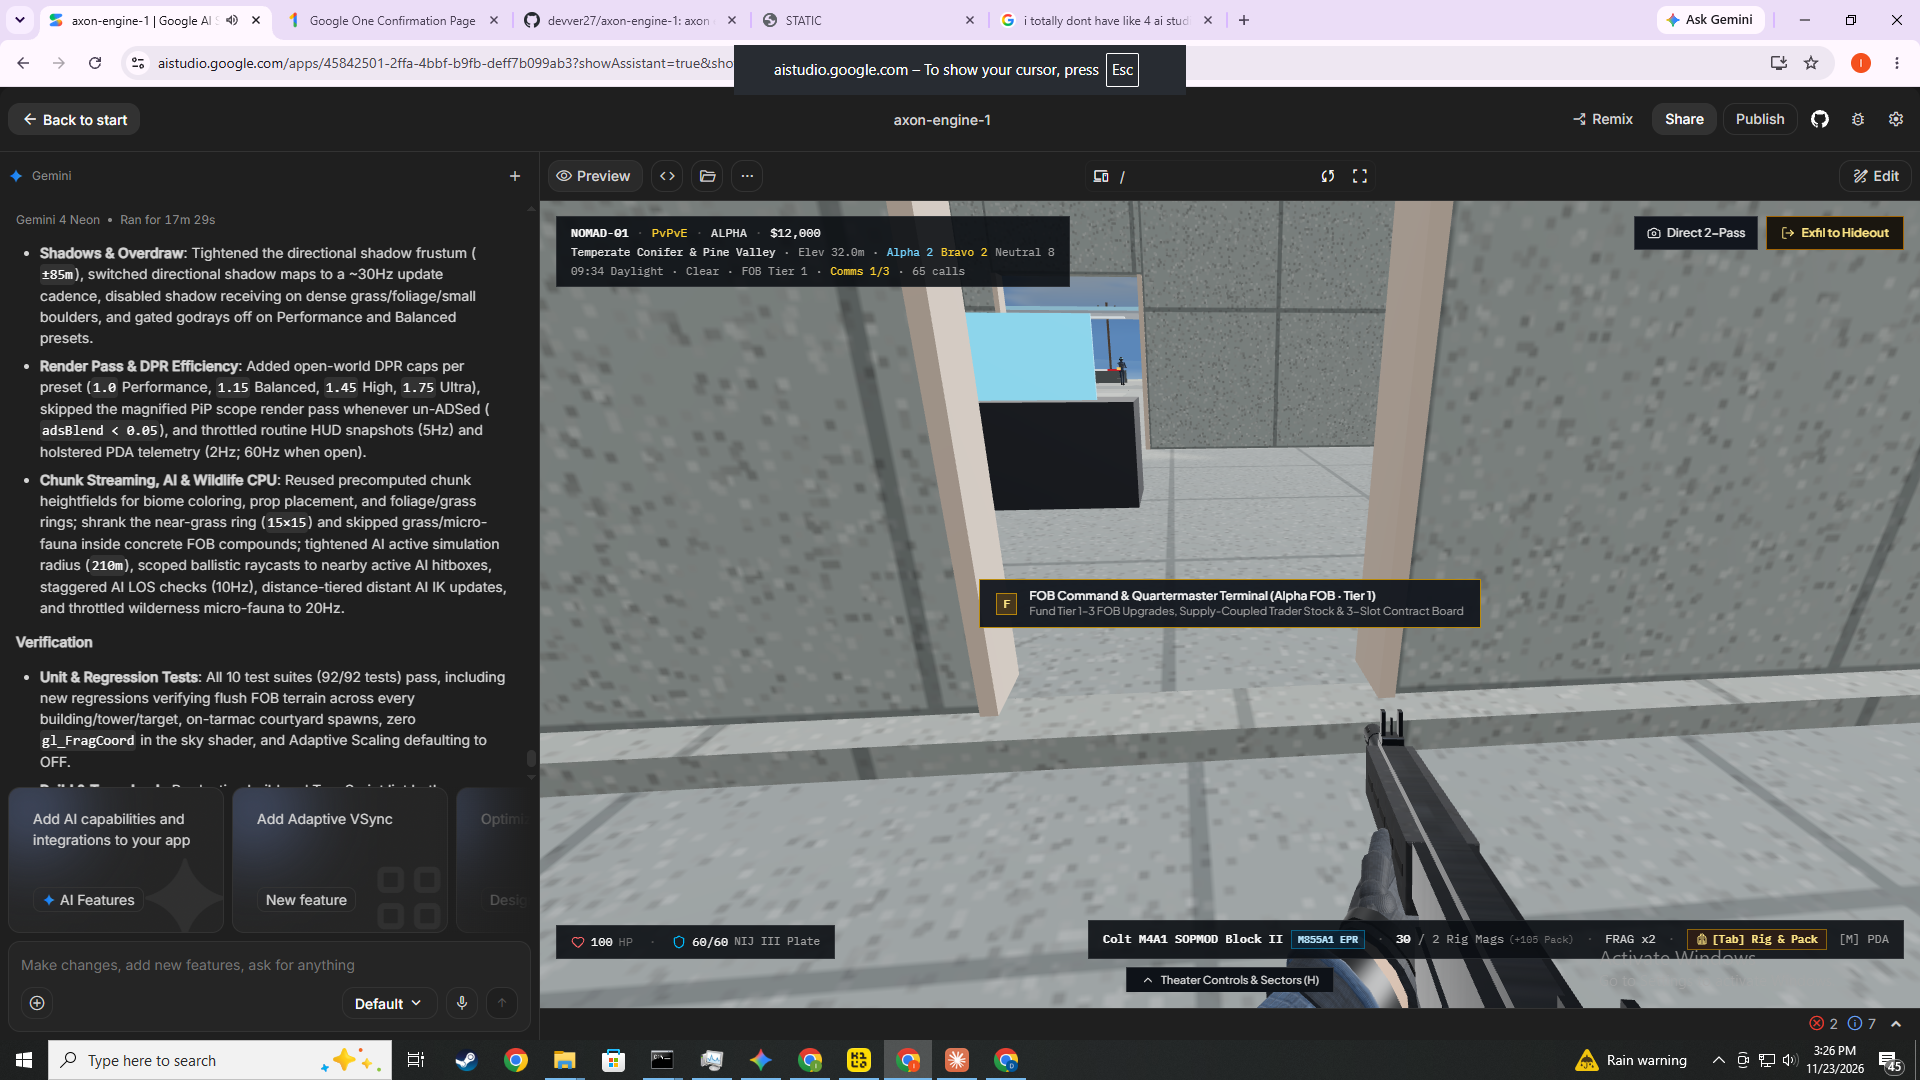 axon-engine-1 | Google AI S
Google One Confirmation Page
devver27/axon-engine-1: axon
STATIC
i totally dont have like 4 ai stud
Ask Gemini
aistudio.google.com/apps/45842501-2ffa-4bbf-b9fb-deff7b099ab3?showAssistant=true&sho
aistudio.google.com – To show your cursor, press Esc
I
Back to start
axon-engine-1
Remix
Share
Publish
Gemini
Preview
/
Edit
Gemini 4 Neon • Ran for 17m 29s
• Shadows & Overdraw: Tightened the directional shadow frustum (
±85m), switched directional shadow maps to a ~30Hz update
cadence, disabled shadow receiving on dense grass/foliage/small
boulders, and gated godrays off on Performance and Balanced
presets.
• Render Pass & DPR Efficiency: Added open-world DPR caps per
preset (1.0 Performance, 1.15 Balanced, 1.45 High, 1.75 Ultra),
skipped the magnified PiP scope render pass whenever un-ADSed (
adsBlend < 0.05), and throttled routine HUD snapshots (5Hz) and
holstered PDA telemetry (2Hz; 60Hz when open).
• Chunk Streaming, AI & Wildlife CPU: Reused precomputed chunk
heightfields for biome coloring, prop placement, and foliage/grass
rings; shrank the near-grass ring (15×15) and skipped grass/micro-
fauna inside concrete FOB compounds; tightened AI active simulation
radius (210m), scoped ballistic raycasts to nearby active AI hitboxes,
staggered AI LOS checks (10Hz), distance-tiered distant AI IK updates,
and throttled wilderness micro-fauna to 20Hz.
Verification
• Unit & Regression Tests: All 10 test suites (92/92 tests) pass, including
new regressions verifying flush FOB terrain across every
building/tower/target, on-tarmac courtyard spawns, zero
gl_FragCoord in the sky shader, and Adaptive Scaling defaulting to
OFF.
Add AI capabilities and
integrations to your app
AI Features
Add Adaptive VSync
New feature
Optimi
Desig
Make changes, add new features, ask for anything
Default
NOMAD-01 · PvPvE · ALPHA · $12,000
Temperate Conifer & Pine Valley · Elev 32.0m · Alpha 2 Bravo 2 Neutral 8
09:34 Daylight · Clear · FOB Tier 1 · Comms 1/3 · 65 calls
Direct 2-Pass
Exfil to Hideout
F
FOB Command & Quartermaster Terminal (Alpha FOB · Tier 1)
Fund Tier 1-3 FOB Upgrades, Supply-Coupled Trader Stock & 3-Slot Contract Board
100 HP · 60/60 NIJ III Plate
Colt M4A1 SOPMOD Block II M855A1 EPR · 30 / 2 Rig Mags (+105 Pack) · FRAG x2 · [Tab] Rig & Pack [M] PDA
Activate Windows
Theater Controls & Sectors (H)
2
7
Type here to search
Rain warning
3:26 PM
11/23/2026
45